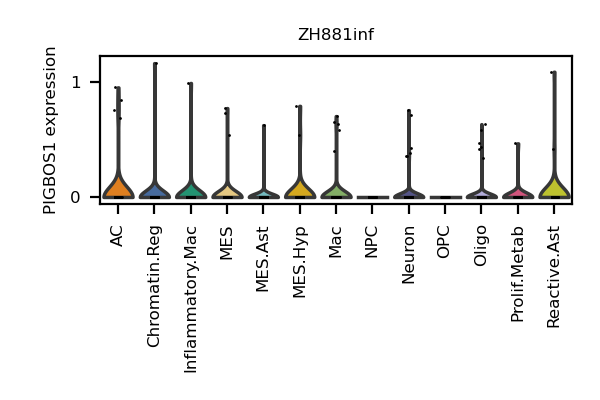 ZH881inf
PIGBOS1 expression
1
0
AC
Chromatin.Reg
Inflammatory.Mac
MES
MES.Ast
MES.Hyp
Mac
NPC
Neuron
OPC
Oligo
Prolif.Metab
Reactive.Ast